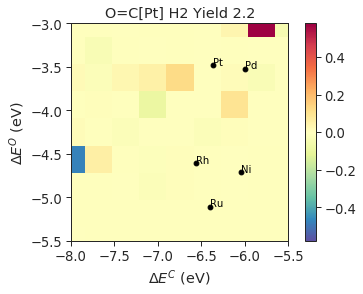 O=C[Pt] H2 Yield 2.2
−3.0
−3.5
−4.0
−4.5
−5.0
−5.5
ΔE^O (eV)
Pt
Pd
Rh
Ni
Ru
−8.0 −7.5 −7.0 −6.5 −6.0 −5.5
ΔE^C (eV)
0.4
0.2
0.0
−0.2
−0.4